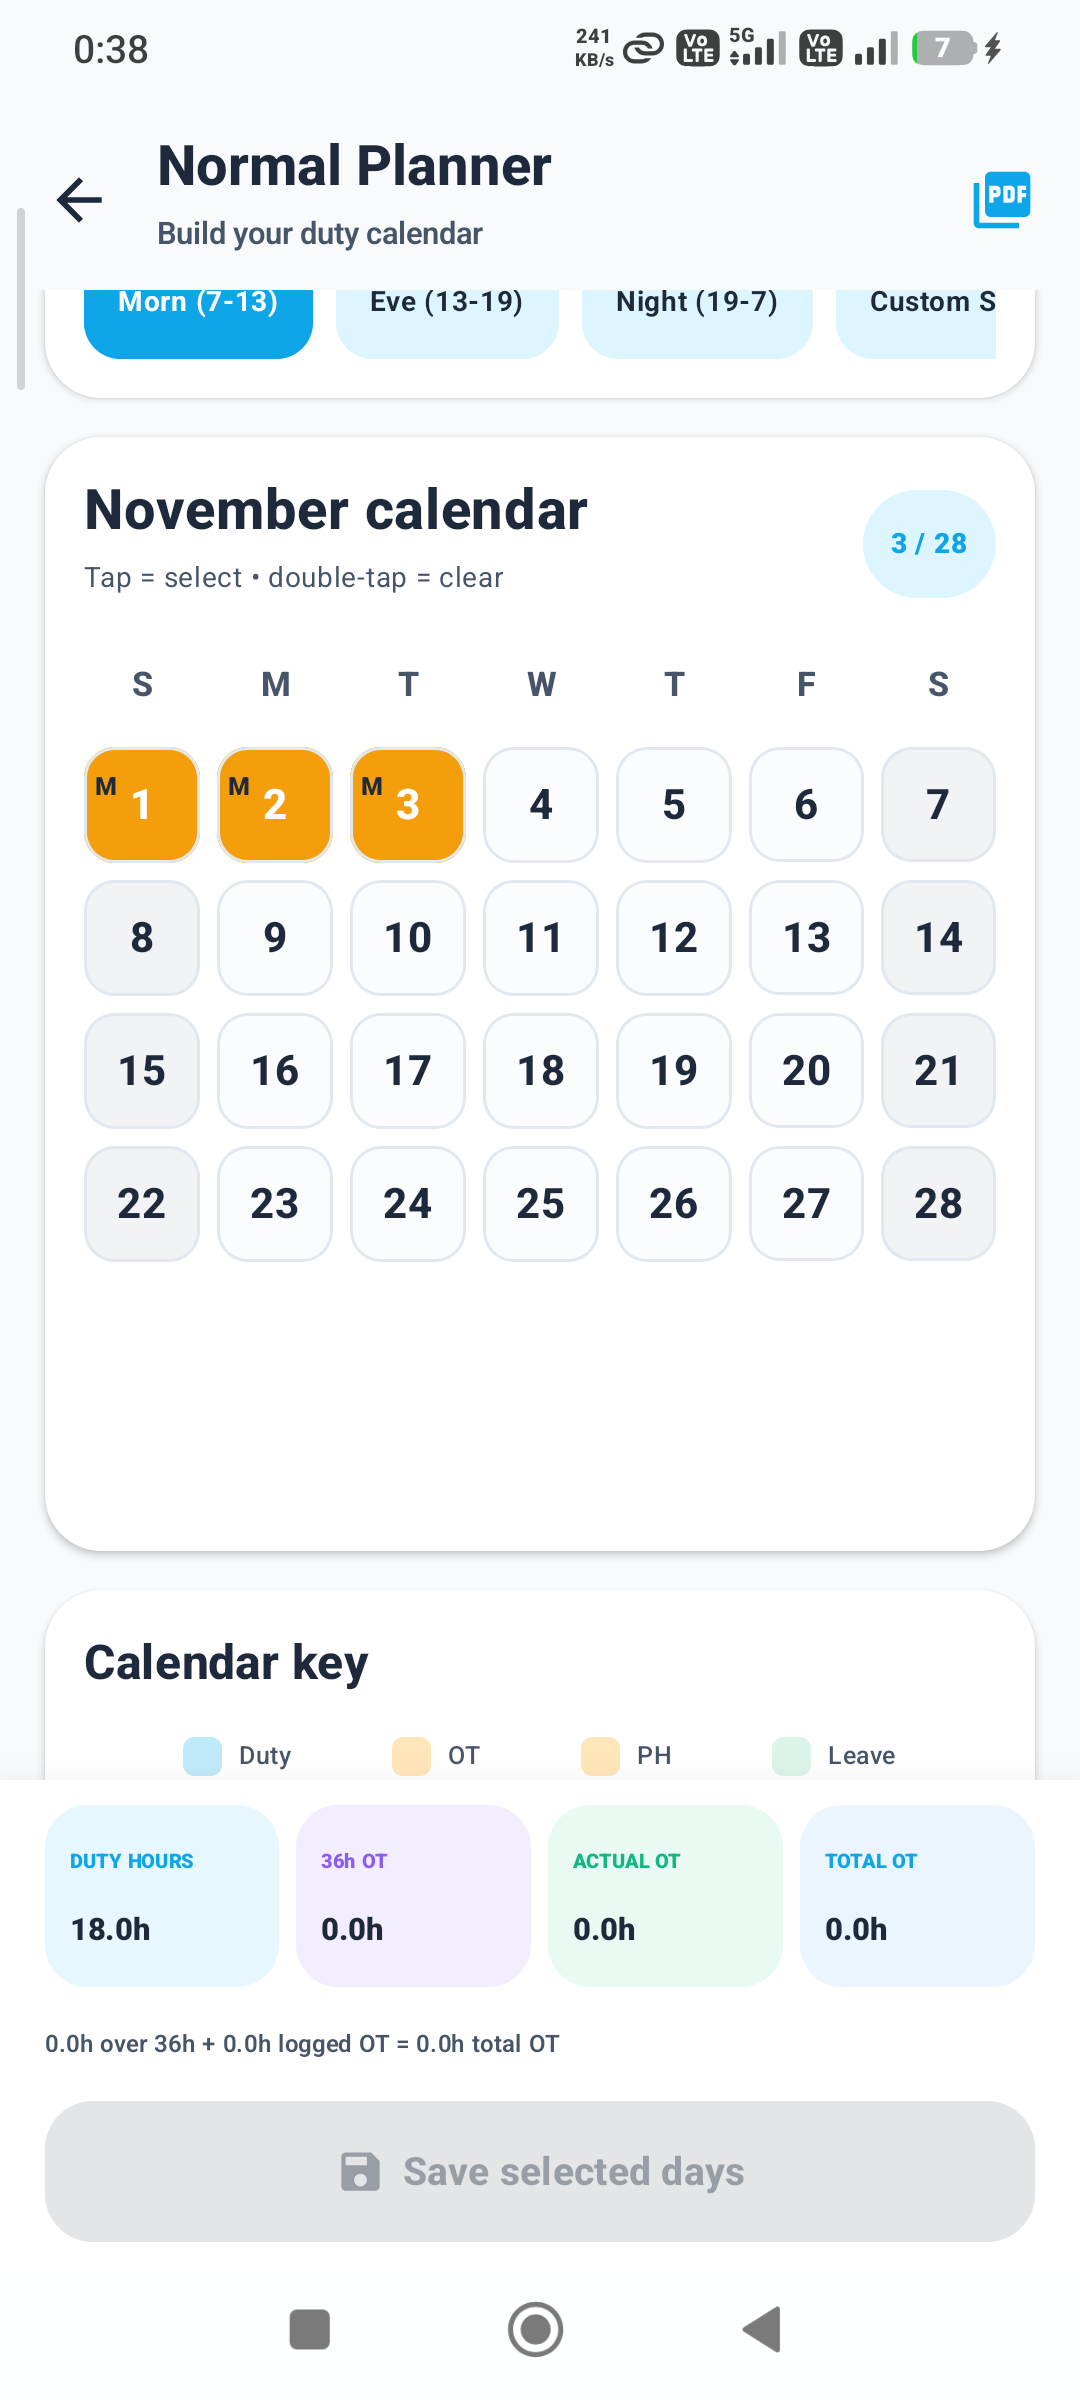 0:38
241
KB/s
Vo
LTE
5G
Vo
LTE
7
Normal Planner
Build your duty calendar
PDF
Morn (7-13) Eve (13-19) Night (19-7) Custom S
November calendar
Tap = select • double-tap = clear
3 / 28
S M T W T F S
M 1 M 2 M 3 4 5 6 7
8 9 10 11 12 13 14
15 16 17 18 19 20 21
22 23 24 25 26 27 28
Calendar key
Duty OT PH Leave
DUTY HOURS
18.0h
36h OT
0.0h
ACTUAL OT
0.0h
TOTAL OT
0.0h
0.0h over 36h + 0.0h logged OT = 0.0h total OT
Save selected days